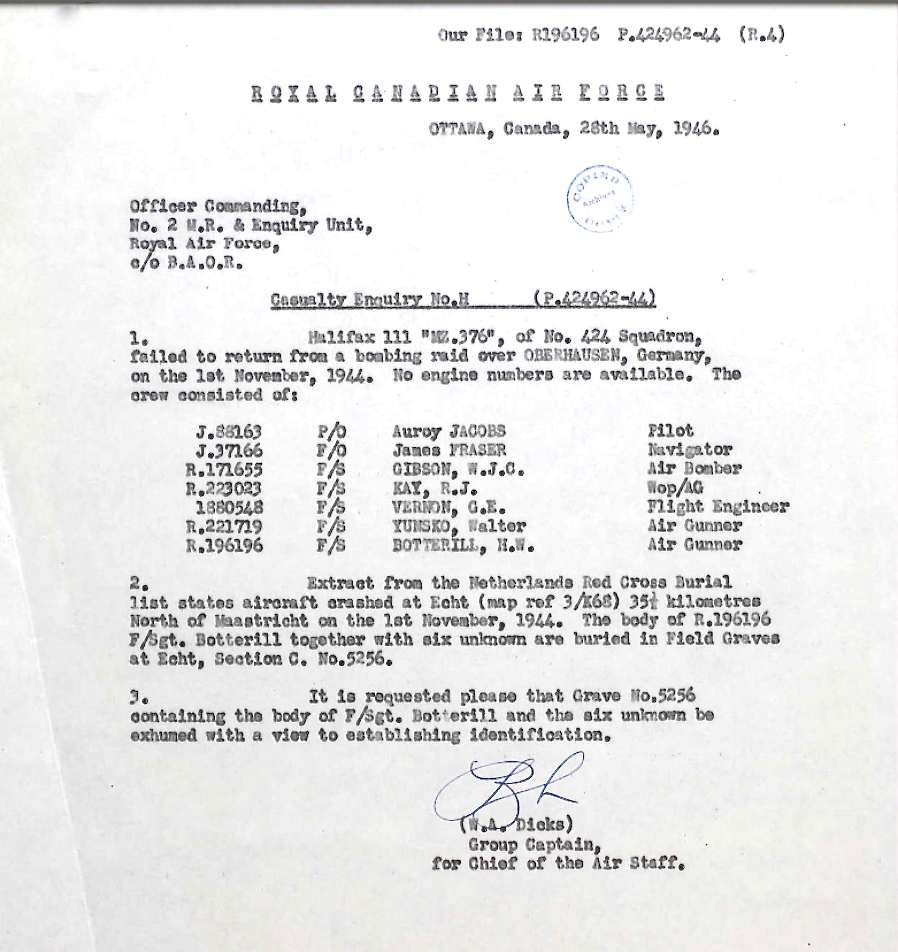 Our File: R196196 P.424962-44 (R.4)
ROYAL CANADIAN AIR FORCE
OTTAWA, Canada, 28th May, 1946.
COPIED
Archives
Officer Commanding,
No. 2 M.R. & Enquiry Unit,
Royal Air Force,
c/o B.A.O.R.
Casualty Enquiry No.H (P.424962-44)
1. Halifax 111 "MZ.376", of No. 424 Squadron,
failed to return from a bombing raid over OBERHAUSEN, Germany,
on the 1st November, 1944. No engine numbers are available. The
crew consisted of:
J.88163 P/O Auroy JACOBS Pilot
J.37166 F/O James FRASER Navigator
R.171655 F/S GIBSON, W.J.C. Air Bomber
R.223023 F/S KAY, R.J. Wop/AG
1880548 F/S VERNON, G.E. Flight Engineer
R.221719 F/S YUNSKO, Walter Air Gunner
R.196196 F/S BOTTERILL, H.W. Air Gunner
2. Extract from the Netherlands Red Cross Burial
list states aircraft crashed at Echt (map ref 3/K68) 35½ kilometres
North of Maastricht on the 1st November, 1944. The body of R.196196
F/Sgt. Botterill together with six unknown are buried in Field Graves
at Echt, Section C. No.5256.
3. It is requested please that Grave No.5256
containing the body of F/Sgt. Botterill and the six unknown be
exhumed with a view to establishing identification.
(W.A. Dicks)
Group Captain,
for Chief of the Air Staff.